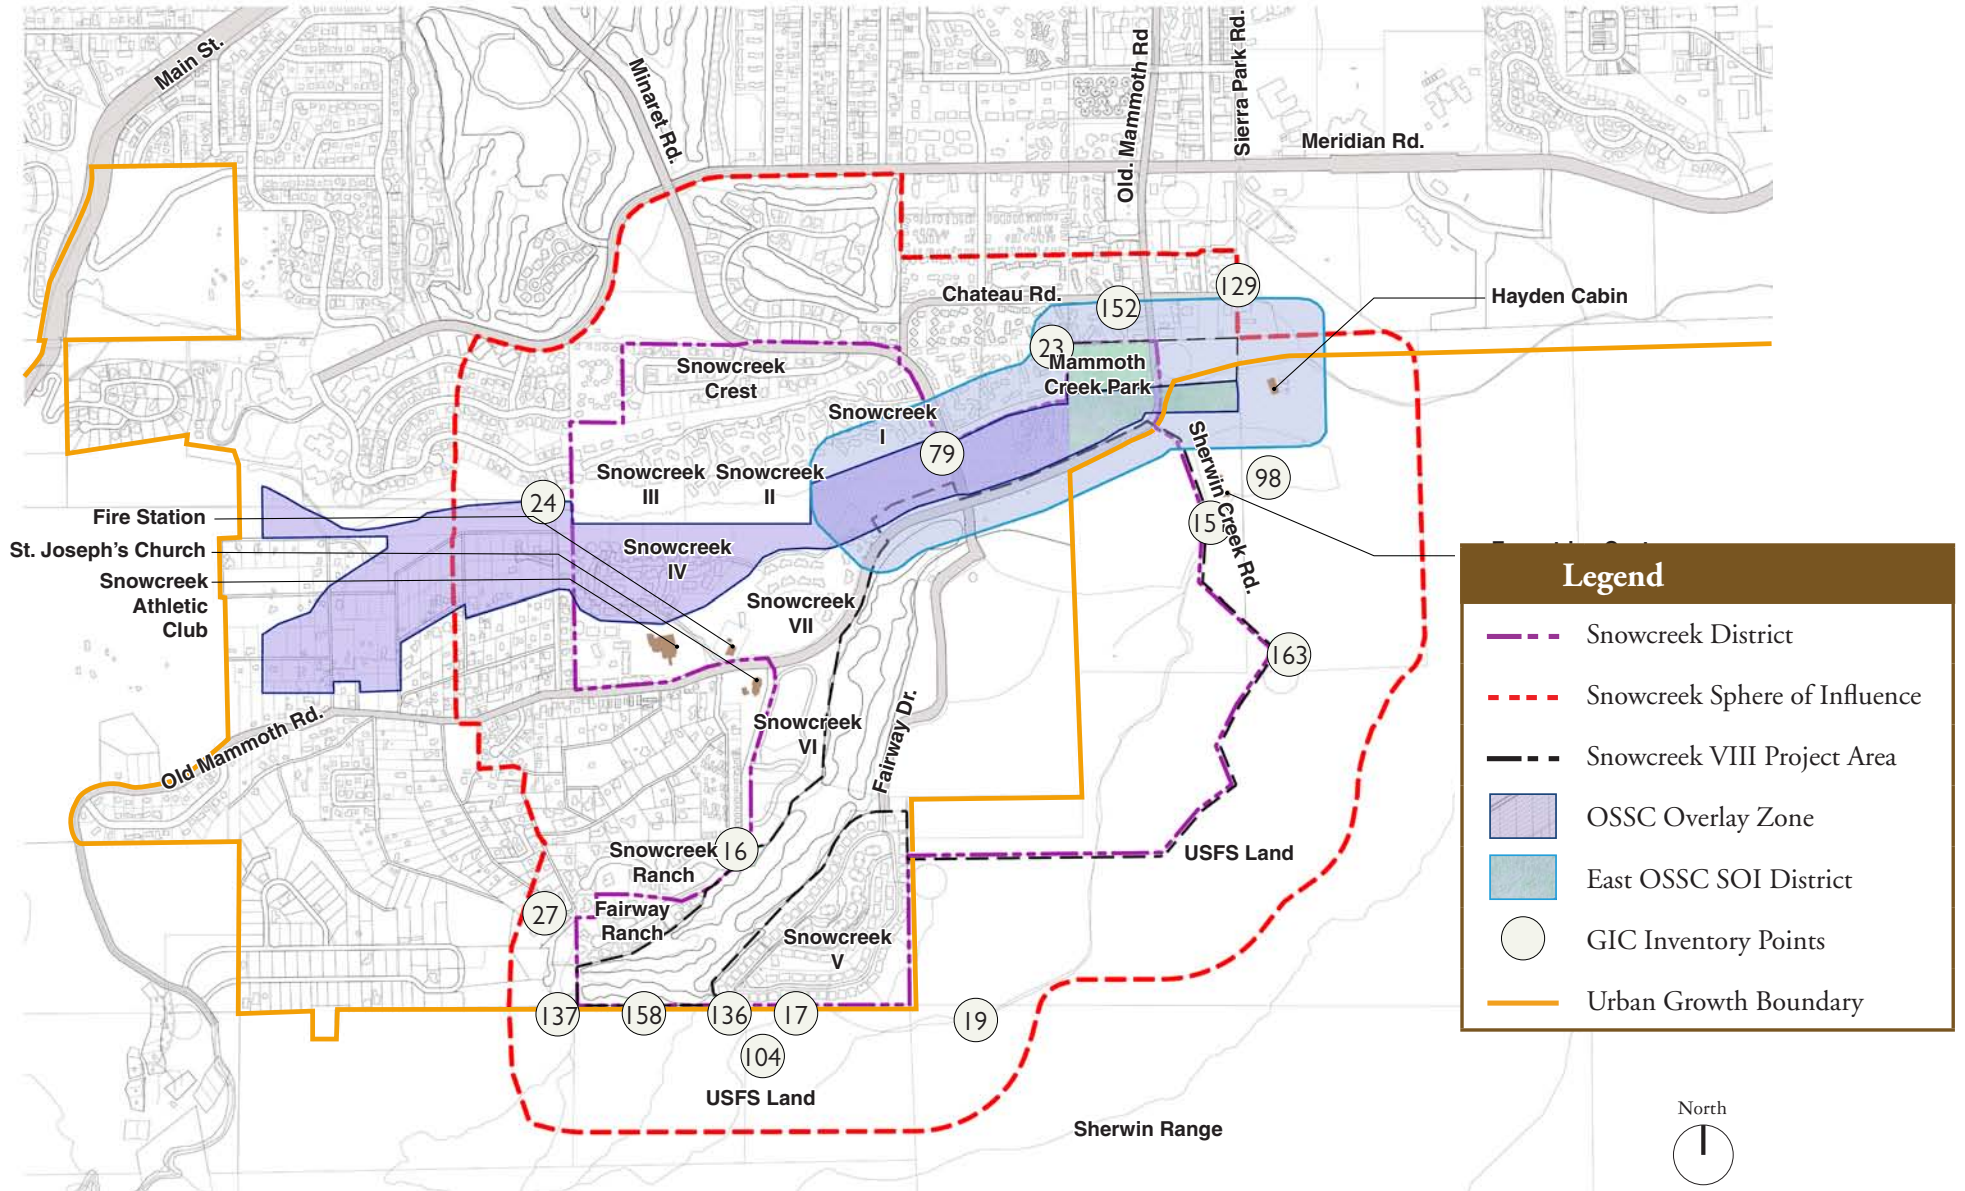 Main St.
Minaret Rd.
Old. Mammoth Rd
Sierra Park Rd.
Meridian Rd.
Chateau Rd.
152
129
Hayden Cabin
23
Mammoth
Creek Park
Snowcreek
Crest
Snowcreek
I
79
Snowcreek
III
Snowcreek
II
Sherwin Creek Rd.
98
24
Fire Station
St. Joseph's Church
Snowcreek
Athletic
Club
Snowcreek
IV
Snowcreek
VII
163
Old Mammoth Rd.
Snowcreek
VI
Fairway Dr.
Snowcreek
Ranch
16
USFS Land
27
Fairway
Ranch
Snowcreek
V
137
158
136
17
19
104
USFS Land
Sherwin Range
Legend
Snowcreek District
Snowcreek Sphere of Influence
Snowcreek VIII Project Area
OSSC Overlay Zone
East OSSC SOI District
GIC Inventory Points
Urban Growth Boundary
North